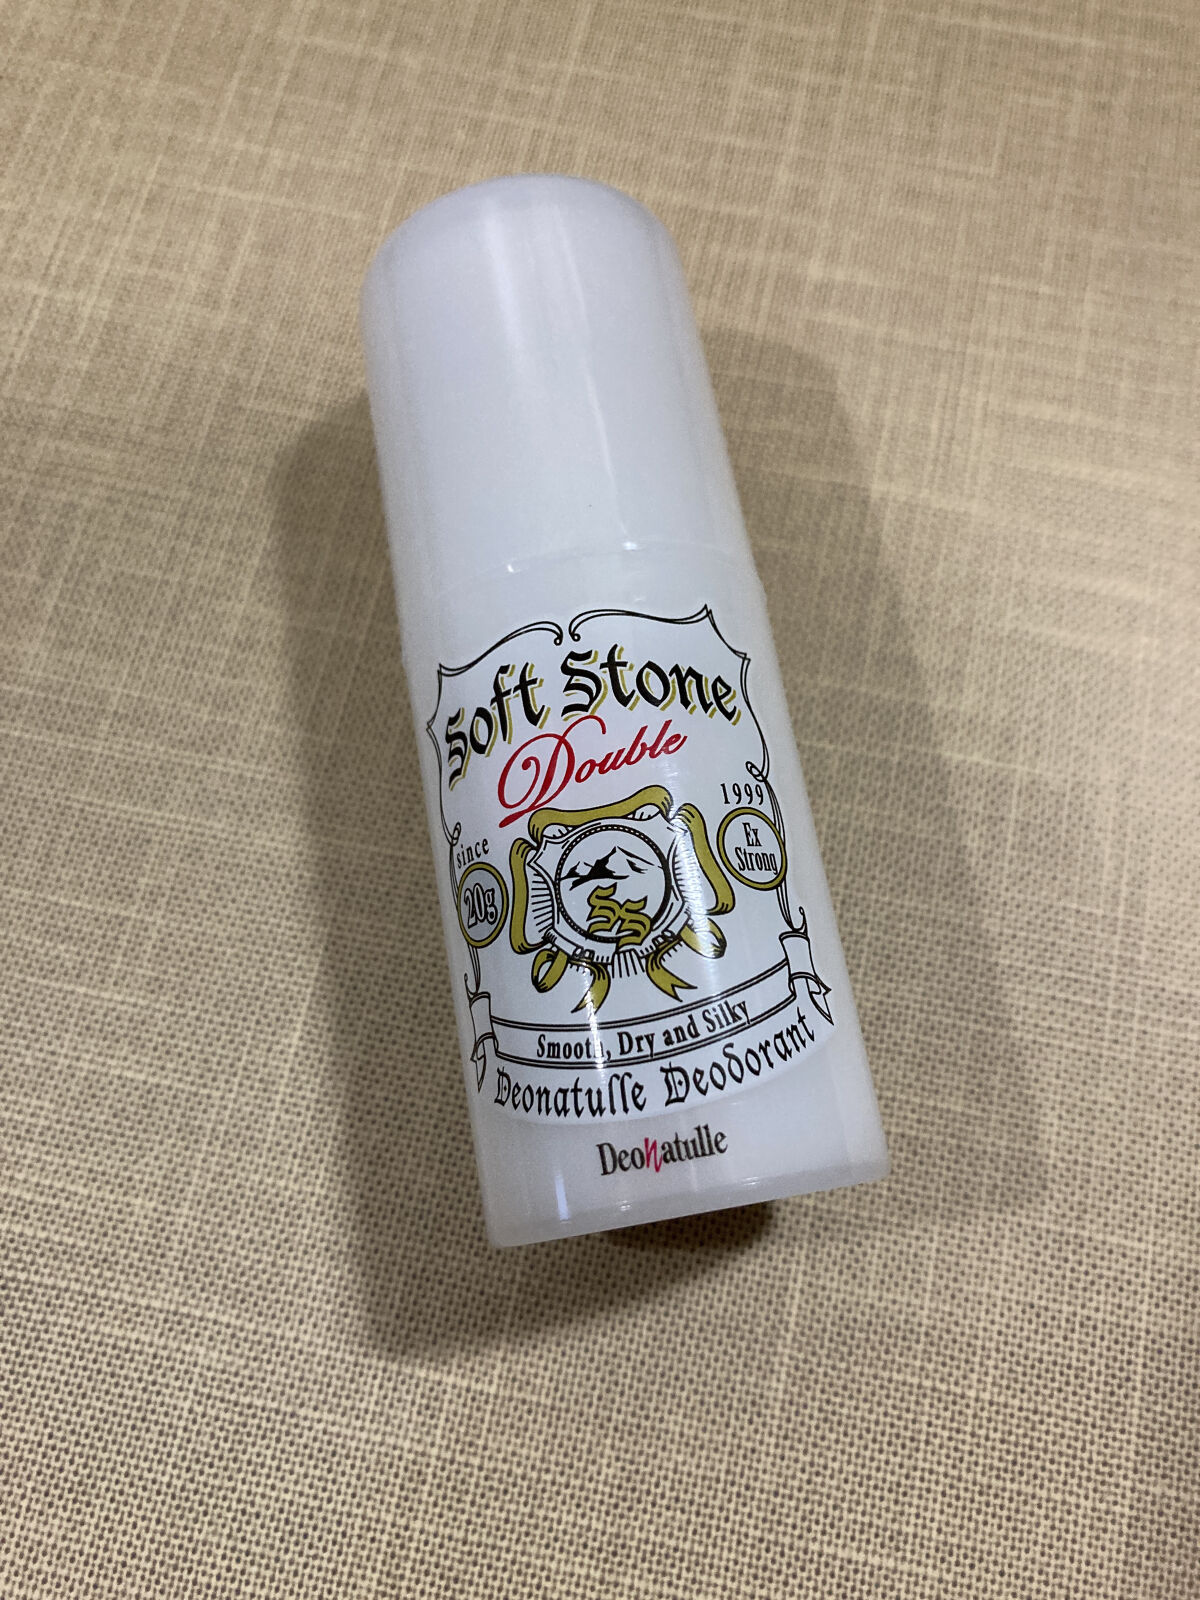 Soft Stone
Double
since
1999
20g
Ex
Strong
SS
Smooth, Dry and Silky
Deonatulle Deodorant
Deonatulle